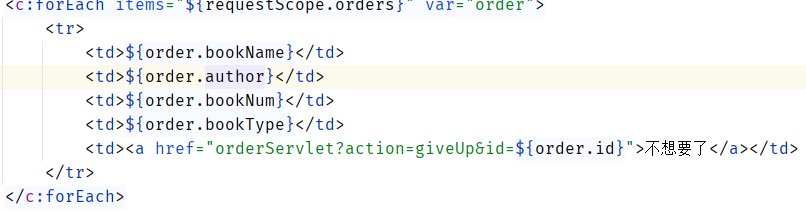 <c:forEach items="${requestScope.orders}" var="order">
<tr>
<td>${order.bookName}</td>
<td>${order.author}</td>
<td>${order.bookNum}</td>
<td>${order.bookType}</td>
<td><a href="orderServlet?action=giveUp&id=${order.id}">不想要了</a></td>
</tr>
</c:forEach>